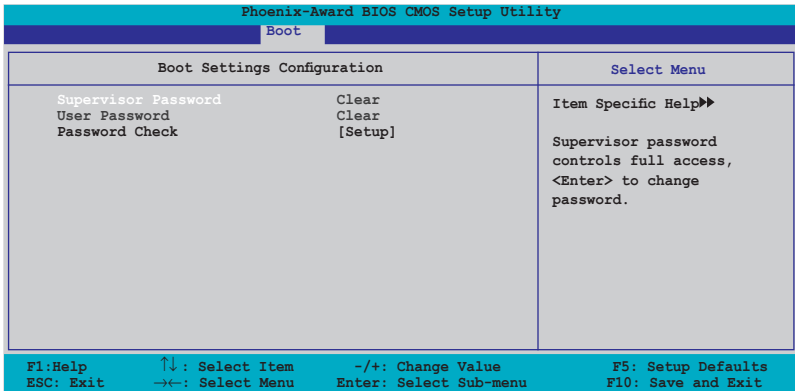 Phoenix-Award BIOS CMOS Setup Utility
Boot
Boot Settings Configuration
Select Menu
Supervisor Password Clear
User Password Clear
Password Check [Setup]
Item Specific Help▶▶
Supervisor password
controls full access,
<Enter> to change
password.
F1:Help ↑↓: Select Item -/+: Change Value F5: Setup Defaults
ESC: Exit →←: Select Menu Enter: Select Sub-menu F10: Save and Exit